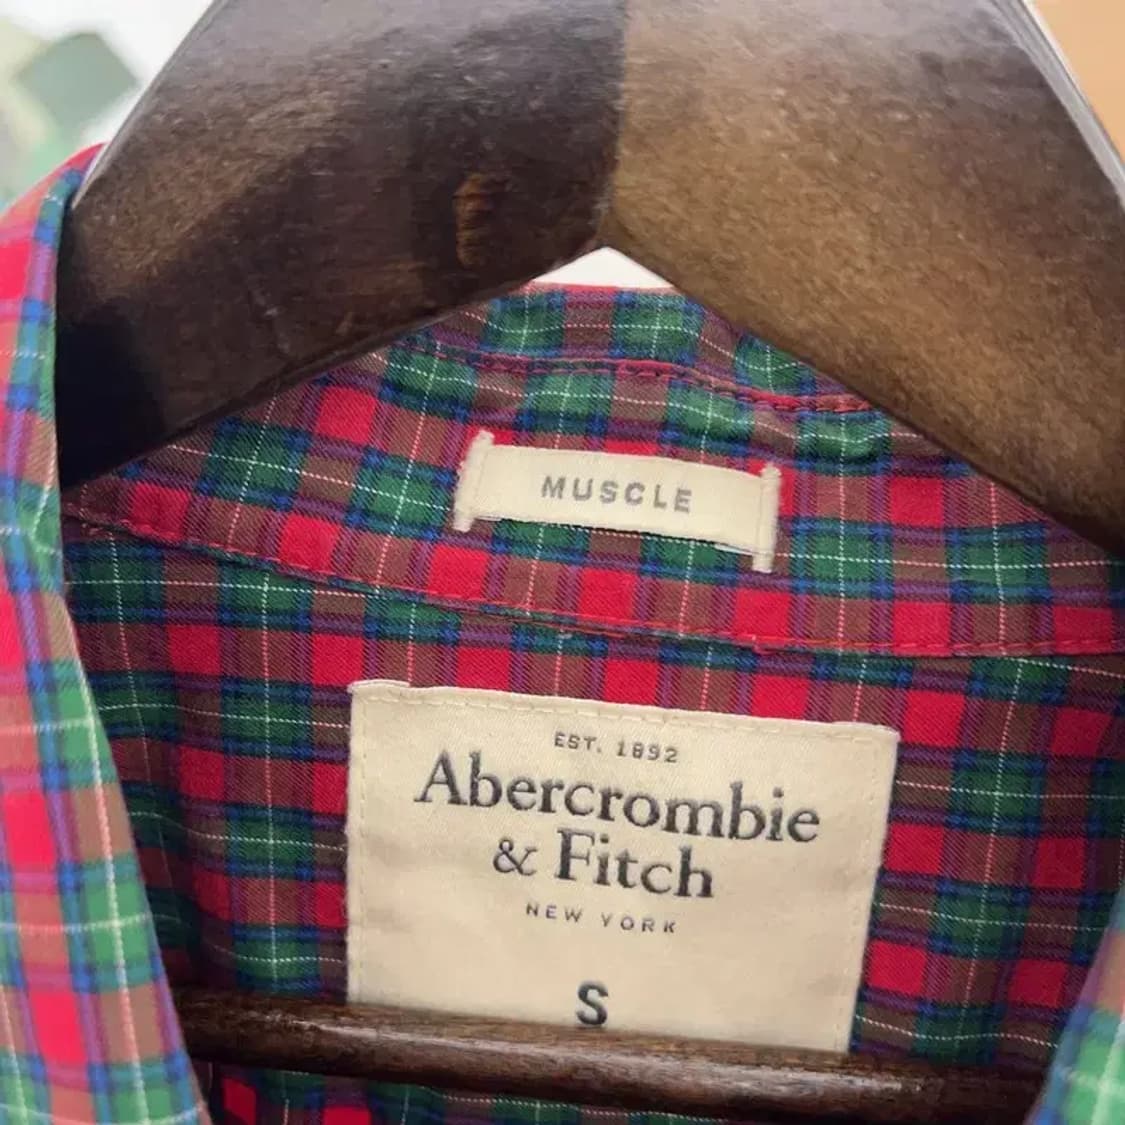 MUSCLE
EST. 1892
Abercrombie
& Fitch
NEW YORK
S